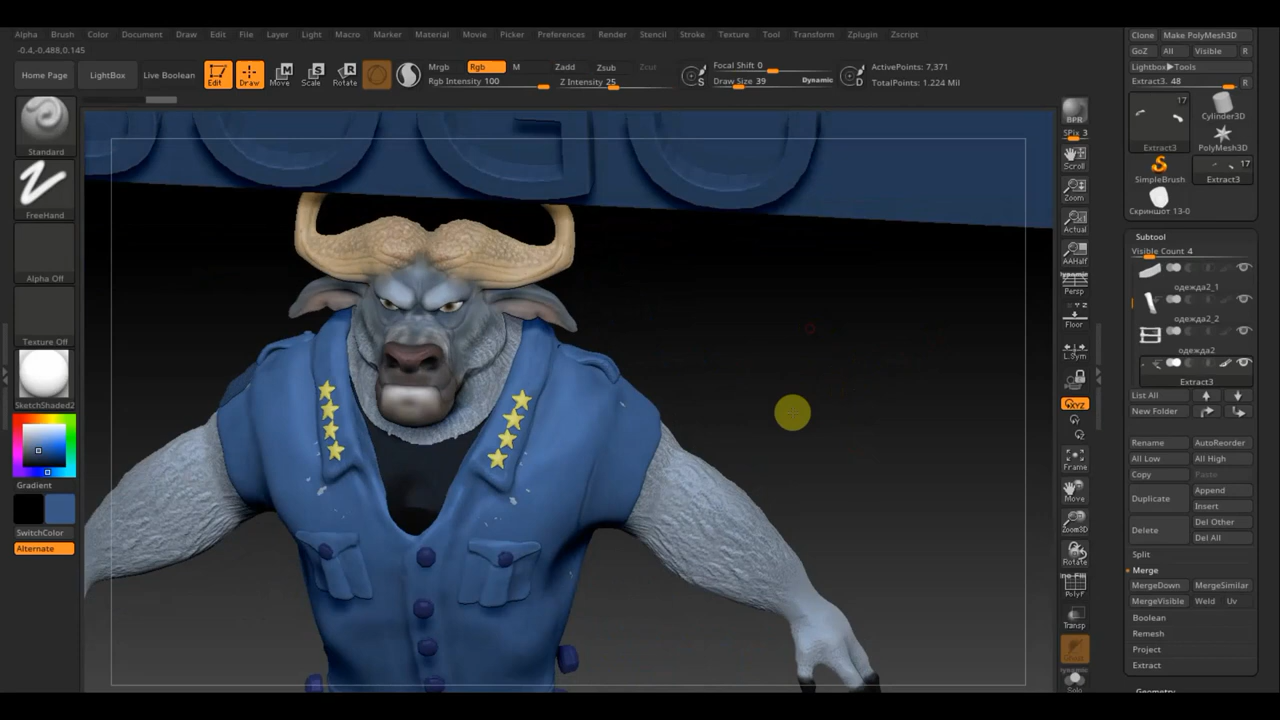 Alpha Brush Color Document Draw Edit File Layer Light Macro Marker Material Movie Picker Preferences Render Stencil Stroke Texture Tool Transform Zplugin Zscript
-0.4,-0.488,0.145
Home Page LightBox Live Boolean Edit Draw Move Scale Rotate
Mrgb Rgb M Zadd Zsub Zcut
Rgb Intensity 100 Z Intensity 25
Focal Shift 0
Draw Size 39 Dynamic
ActivePoints: 7,371
TotalPoints: 1.224 Mil
Standard
FreeHand
Alpha Off
Texture Off
SketchShaded2
Gradient
SwitchColor
Alternate
BPR
SPix 3
Scroll
Zoom
Actual
AAHalf
Dynamic
Persp
Floor
L.Sym
XYZ
Y
Z
Frame
Move
Zoom3D
Rotate
PolyF
Transp
Ghost
Dynamic
Solo
Clone Make PolyMesh3D
GoZ All Visible R
Lightbox▶Tools
Extract3. 48 R
17
Extract3
Cylinder3D
PolyMesh3D
SimpleBrush
17
Extract3
Скриншот 13-0
Subtool
Visible Count 4
одежда2_1
одежда2_2
одежда2
Extract3
List All
New Folder
Rename AutoReorder
All Low All High
Copy Paste
Duplicate Append
Insert
Delete Del Other
Del All
Split
Merge
MergeDown MergeSimilar
MergeVisible Weld Uv
Boolean
Remesh
Project
Extract
Geometry